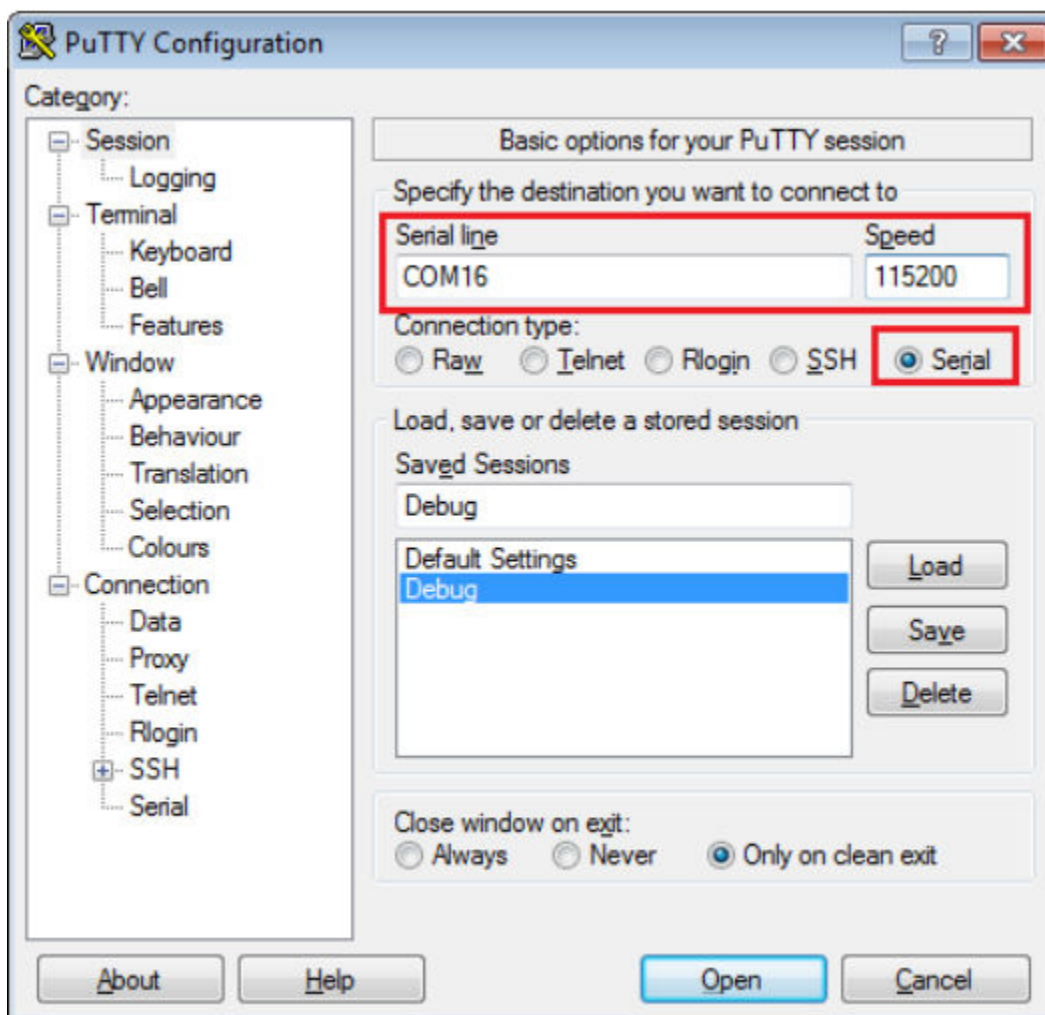 PuTTY Configuration
?
Category:
Session
Logging
Terminal
Keyboard
Bell
Features
Window
Appearance
Behaviour
Translation
Selection
Colours
Connection
Data
Proxy
Telnet
Rlogin
SSH
Serial
Basic options for your PuTTY session
Specify the destination you want to connect to
Serial line Speed
COM16 115200
Connection type:
Raw Telnet Rlogin SSH Serial
Load, save or delete a stored session
Saved Sessions
Debug
Default Settings
Debug
Load
Save
Delete
Close window on exit:
Always Never Only on clean exit
About Help Open Cancel